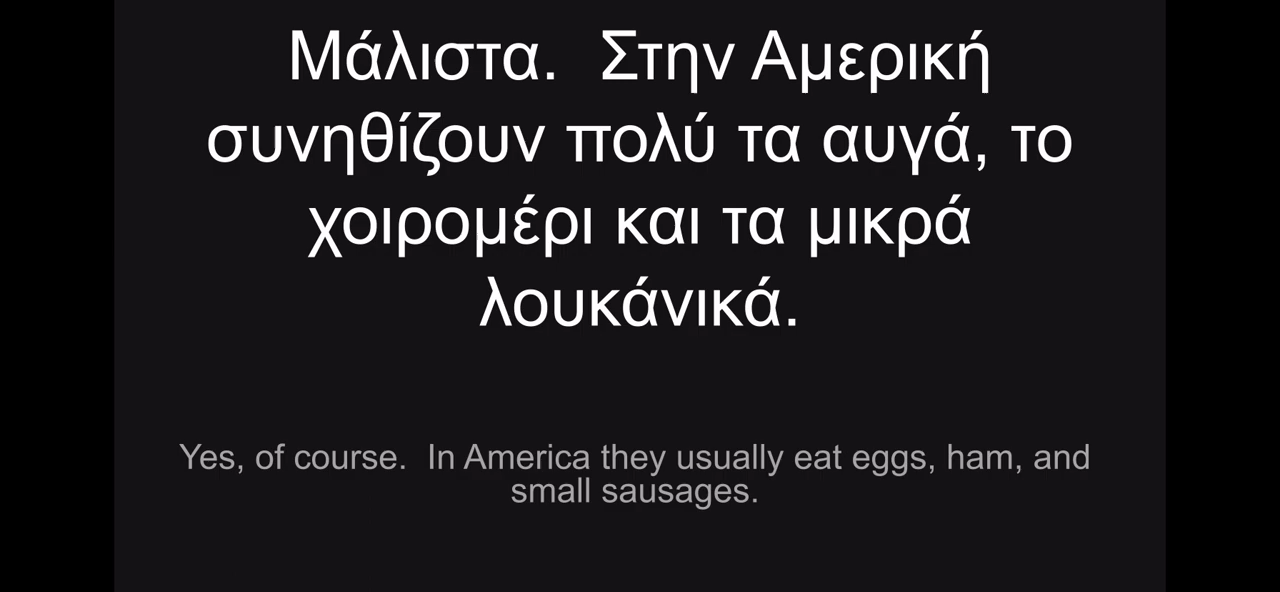 Μάλιστα.  Στην Αμερική
συνηθίζουν πολύ τα αυγά, το
χοιρομέρι και τα μικρά
λουκάνικά.
Yes, of course.  In America they usually eat eggs, ham, and
small sausages.